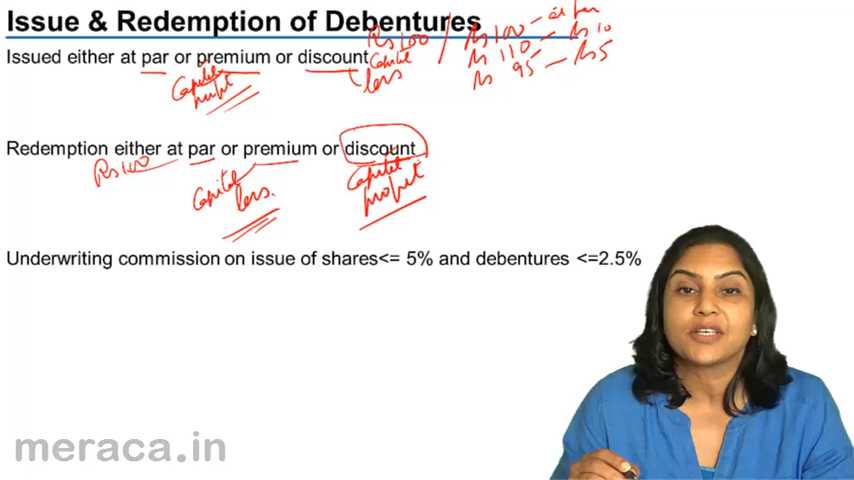 Issue & Redemption of Debentures
Rs 100 / Rs 100 - at par
Rs 110 - Rs 10
Rs 95 - Rs 5
Issued either at par or premium or discount
Capital profit
Capital loss
Redemption either at par or premium or discount
Rs 100
Capital loss.
Capital profit
Underwriting commission on issue of shares<= 5% and debentures <=2.5%
meraca.in